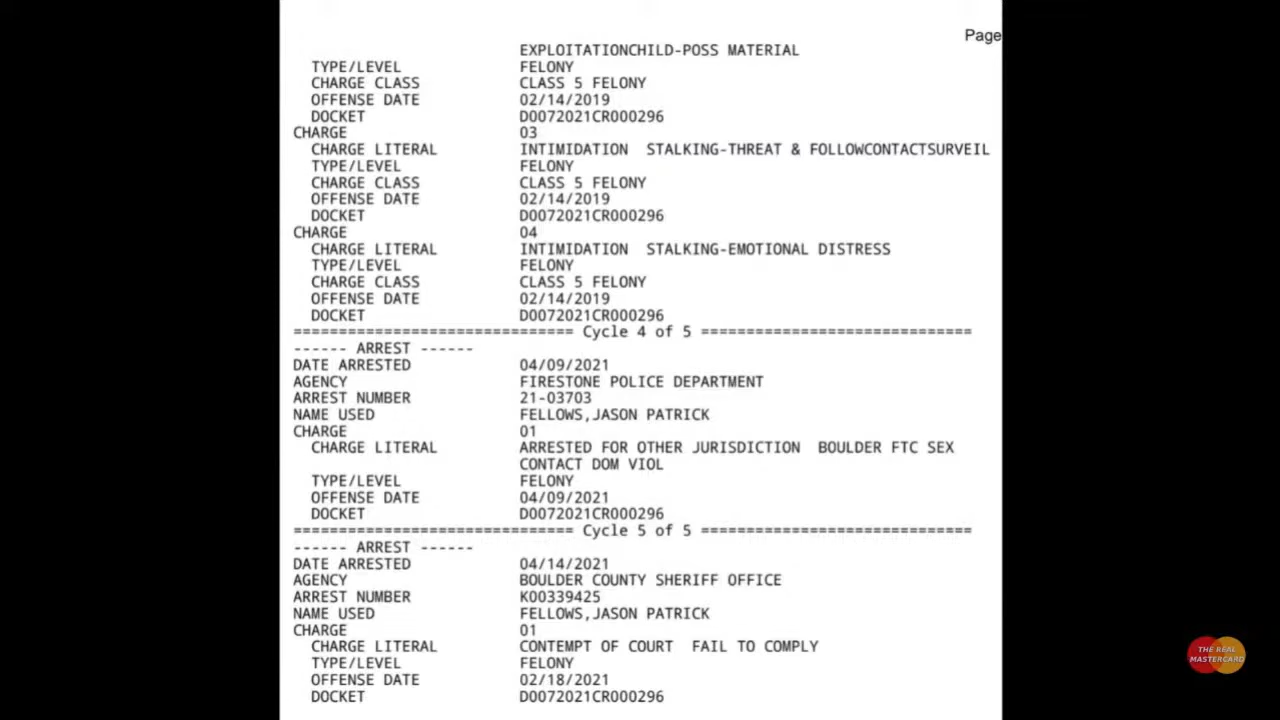 Page
EXPLOITATIONCHILD-POSS MATERIAL
TYPE/LEVEL FELONY
CHARGE CLASS CLASS 5 FELONY
OFFENSE DATE 02/14/2019
DOCKET D0072021CR000296
CHARGE 03
CHARGE LITERAL INTIMIDATION STALKING-THREAT & FOLLOWCONTACTSURVEIL
TYPE/LEVEL FELONY
CHARGE CLASS CLASS 5 FELONY
OFFENSE DATE 02/14/2019
DOCKET D0072021CR000296
CHARGE 04
CHARGE LITERAL INTIMIDATION STALKING-EMOTIONAL DISTRESS
TYPE/LEVEL FELONY
CHARGE CLASS CLASS 5 FELONY
OFFENSE DATE 02/14/2019
DOCKET D0072021CR000296
=============================== Cycle 4 of 5 ==============================
------ ARREST ------
DATE ARRESTED 04/09/2021
AGENCY FIRESTONE POLICE DEPARTMENT
ARREST NUMBER 21-03703
NAME USED FELLOWS,JASON PATRICK
CHARGE 01
CHARGE LITERAL ARRESTED FOR OTHER JURISDICTION BOULDER FTC SEX
CONTACT DOM VIOL
TYPE/LEVEL FELONY
OFFENSE DATE 04/09/2021
DOCKET D0072021CR000296
=============================== Cycle 5 of 5 ==============================
------ ARREST ------
DATE ARRESTED 04/14/2021
AGENCY BOULDER COUNTY SHERIFF OFFICE
ARREST NUMBER K00339425
NAME USED FELLOWS,JASON PATRICK
CHARGE 01
CHARGE LITERAL CONTEMPT OF COURT FAIL TO COMPLY
TYPE/LEVEL FELONY
OFFENSE DATE 02/18/2021
DOCKET D0072021CR000296
THE REAL
MASTERCARD